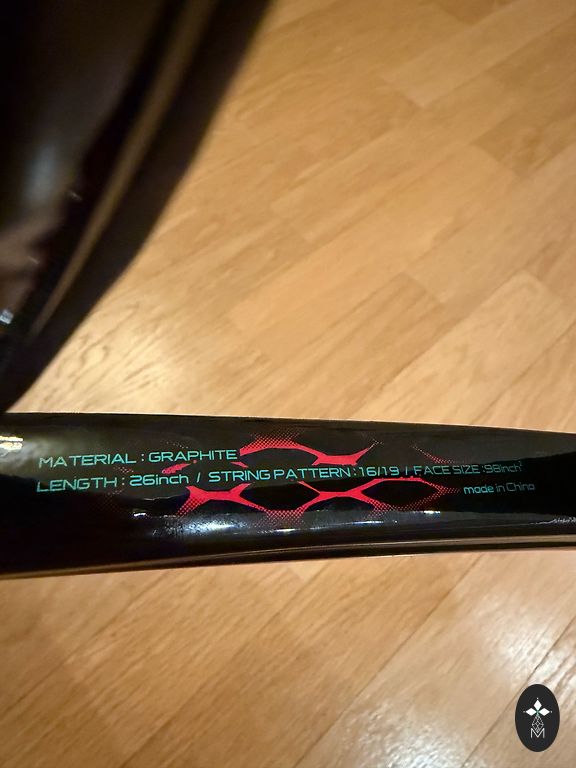 MATERIAL : GRAPHITE
LENGTH : 26inch / STRING PATTERN : 16/19 / FACE SIZE : 98inch²
made in China
M